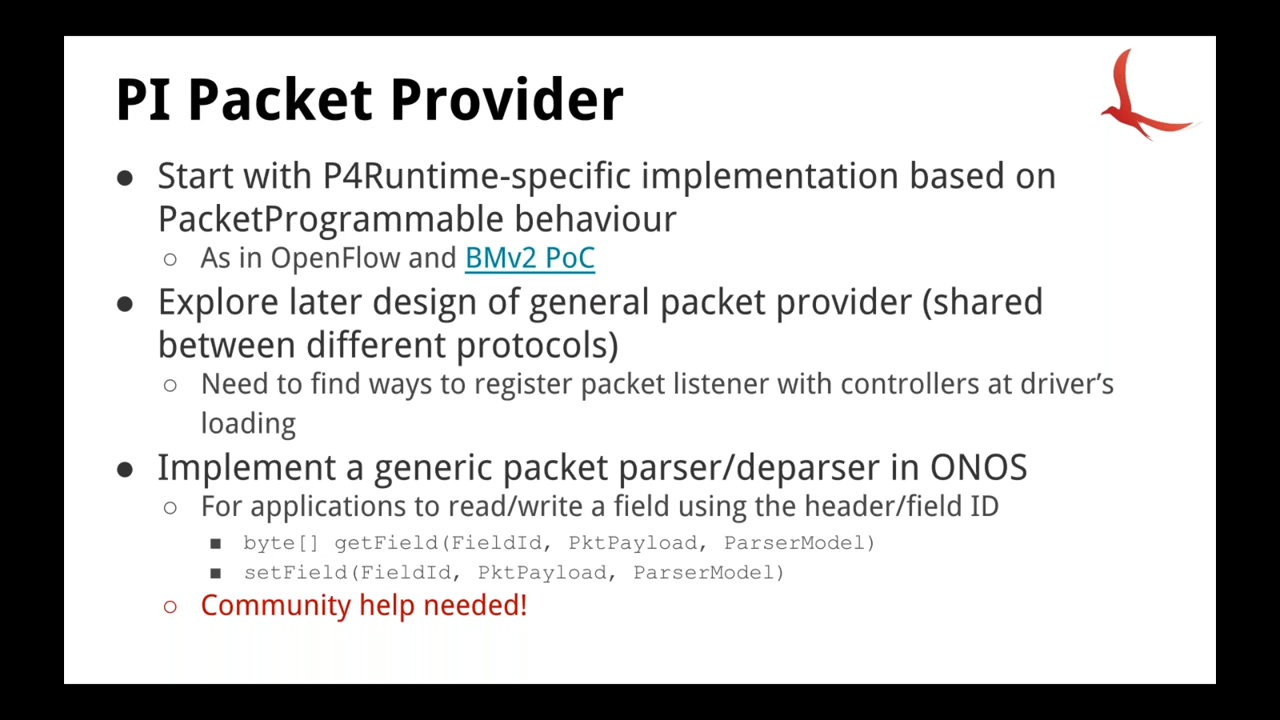 PI Packet Provider
● Start with P4Runtime-specific implementation based on
PacketProgrammable behaviour
○ As in OpenFlow and BMv2 PoC
● Explore later design of general packet provider (shared
between different protocols)
○ Need to find ways to register packet listener with controllers at driver’s
loading
● Implement a generic packet parser/deparser in ONOS
○ For applications to read/write a field using the header/field ID
■ byte[] getField(FieldId, PktPayload, ParserModel)
■ setField(FieldId, PktPayload, ParserModel)
○ Community help needed!